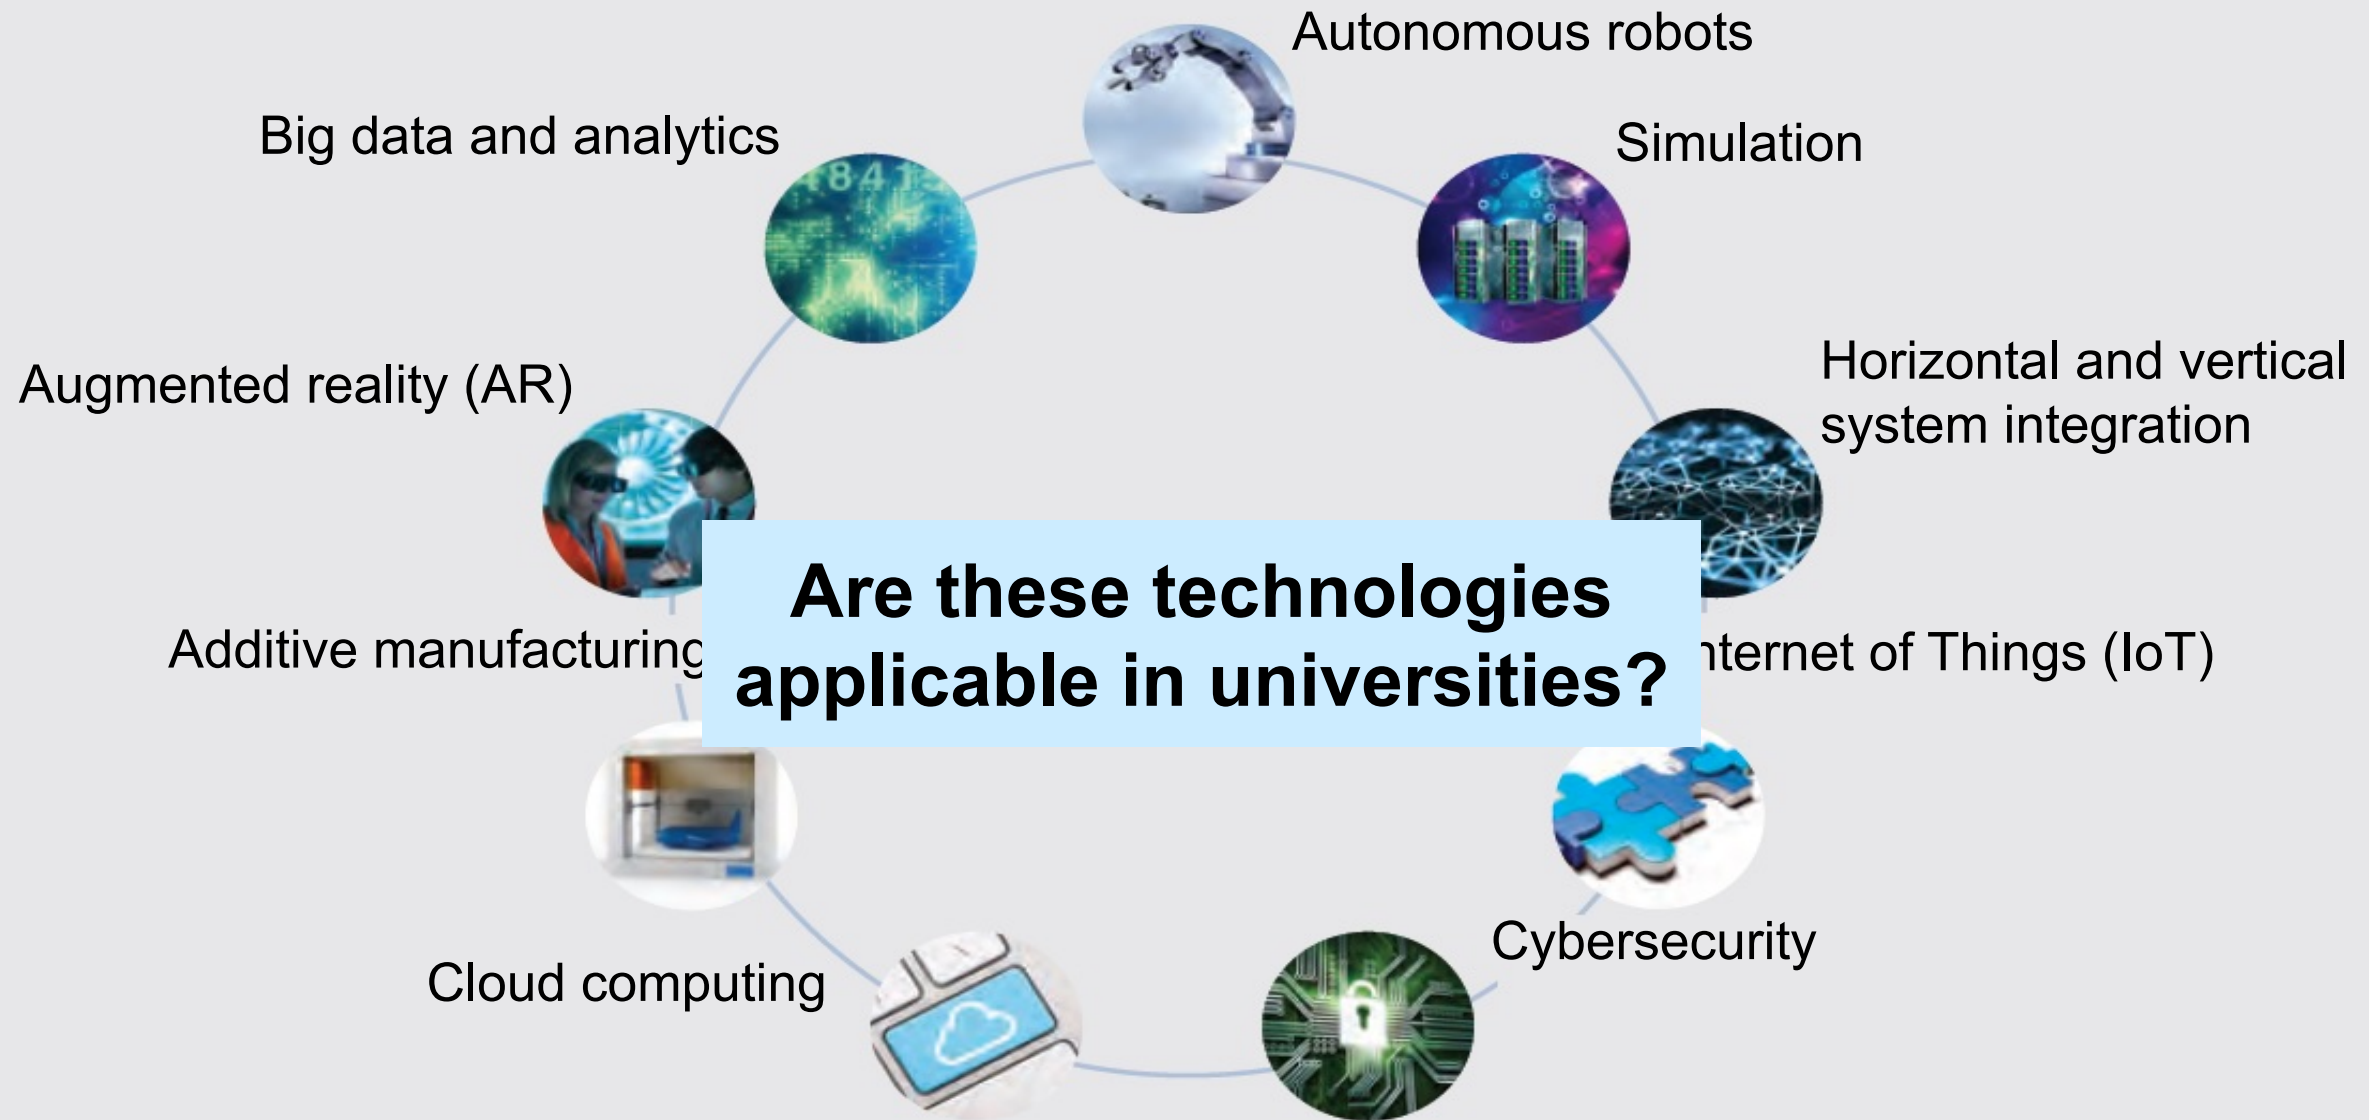 Autonomous robots
Big data and analytics
Simulation
Augmented reality (AR)
Horizontal and vertical
system integration
Are these technologies
applicable in universities?
Additive manufacturing
nternet of Things (IoT)
Cybersecurity
Cloud computing